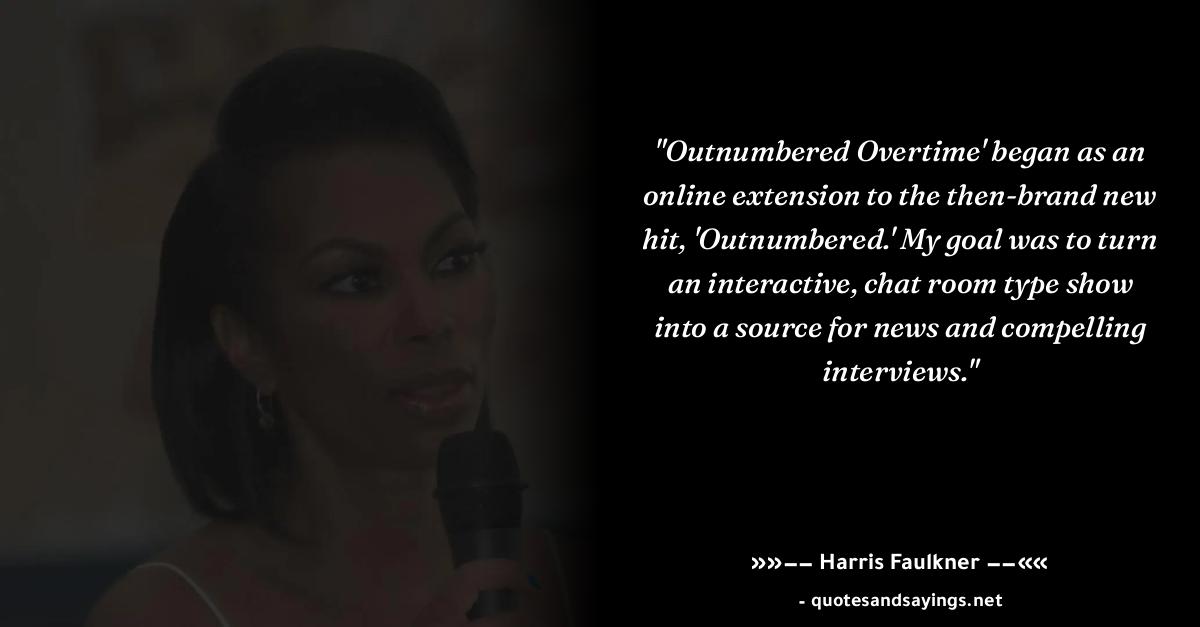 "Outnumbered Overtime' began as an
online extension to the then-brand new
hit, 'Outnumbered.' My goal was to turn
an interactive, chat room type show
into a source for news and compelling
interviews."
»»–– Harris Faulkner ––««
- quotesandsayings.net